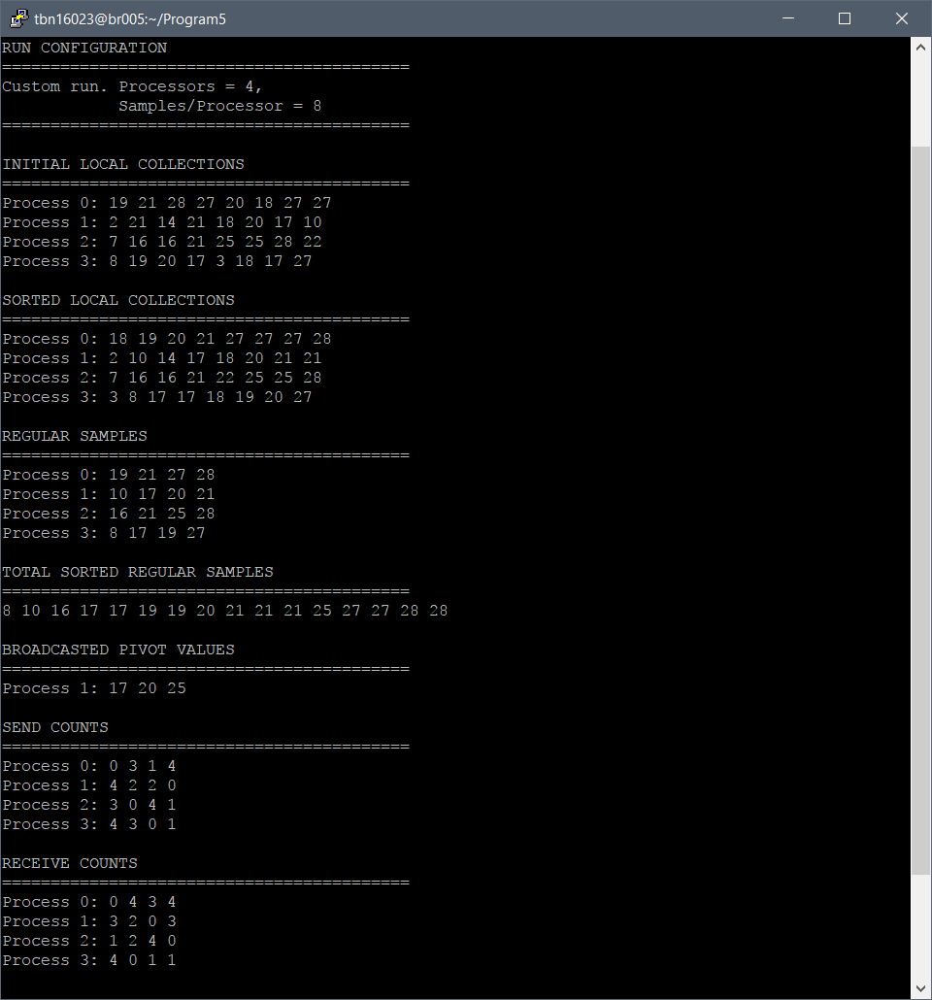 tbn16023@br005:~/Program5
RUN CONFIGURATION
==========================================
Custom run. Processors = 4,
            Samples/Processor = 8
==========================================
INITIAL LOCAL COLLECTIONS
==========================================
Process 0: 19 21 28 27 20 18 27 27
Process 1: 2 21 14 21 18 20 17 10
Process 2: 7 16 16 21 25 25 28 22
Process 3: 8 19 20 17 3 18 17 27
SORTED LOCAL COLLECTIONS
==========================================
Process 0: 18 19 20 21 27 27 27 28
Process 1: 2 10 14 17 18 20 21 21
Process 2: 7 16 16 21 22 25 25 28
Process 3: 3 8 17 17 18 19 20 27
REGULAR SAMPLES
==========================================
Process 0: 19 21 27 28
Process 1: 10 17 20 21
Process 2: 16 21 25 28
Process 3: 8 17 19 27
TOTAL SORTED REGULAR SAMPLES
==========================================
8 10 16 17 17 19 19 20 21 21 21 25 27 27 28 28
BROADCASTED PIVOT VALUES
==========================================
Process 1: 17 20 25
SEND COUNTS
==========================================
Process 0: 0 3 1 4
Process 1: 4 2 2 0
Process 2: 3 0 4 1
Process 3: 4 3 0 1
RECEIVE COUNTS
==========================================
Process 0: 0 4 3 4
Process 1: 3 2 0 3
Process 2: 1 2 4 0
Process 3: 4 0 1 1